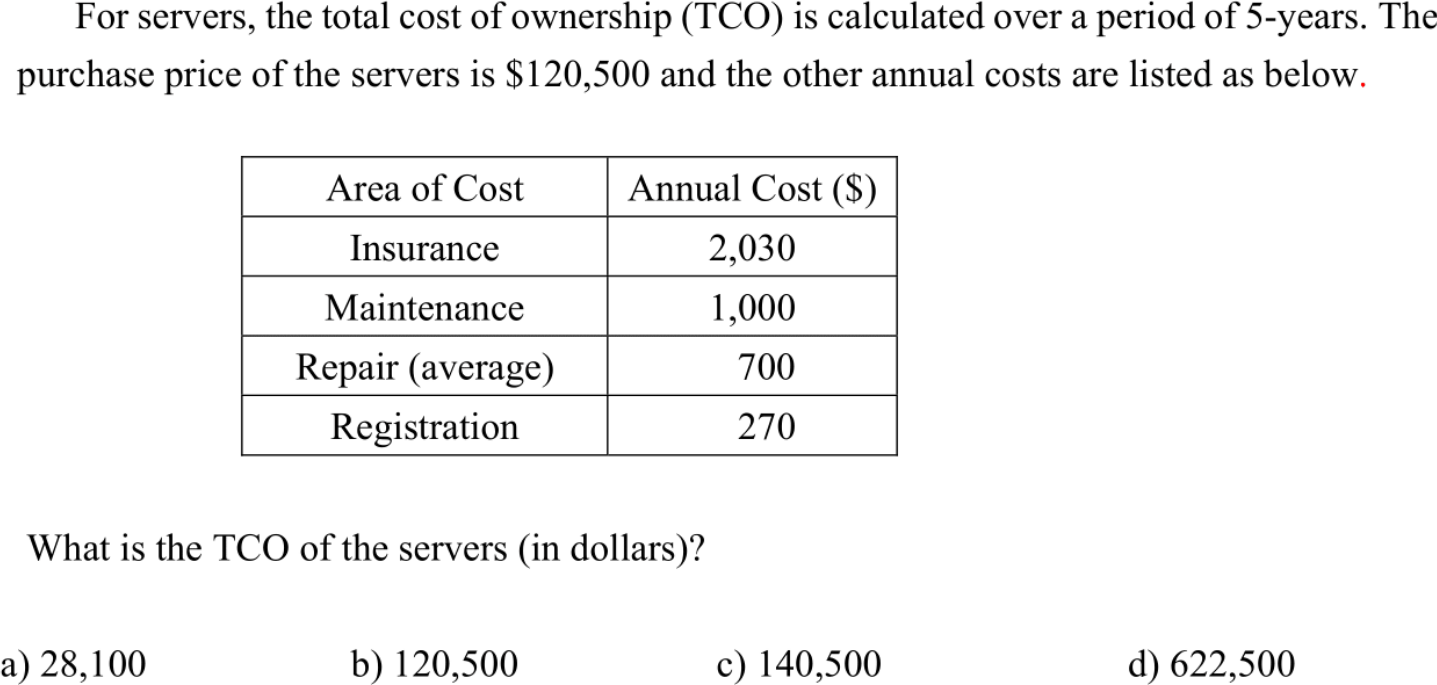 For servers, the total cost of ownership (TCO) is calculated over a period of 5-years. The
purchase price of the servers is $120,500 and the other annual costs are listed as below.
Area of Cost Annual Cost ($)
Insurance 2,030
Maintenance 1,000
Repair (average) 700
Registration 270
What is the TCO of the servers (in dollars)?
a) 28,100 b) 120,500 c) 140,500 d) 622,500